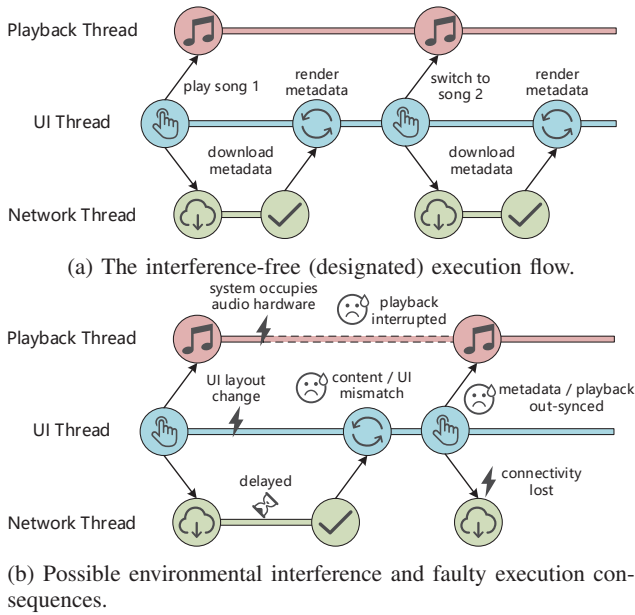 Playback Thread
play song 1
render
metadata
switch to
song 2
render
metadata
UI Thread
download
metadata
download
metadata
Network Thread
(a) The interference-free (designated) execution flow.
system occupies
audio hardware
playback
interrupted
Playback Thread
UI layout
change
content / UI
mismatch
metadata / playback
out-synced
UI Thread
delayed
connectivity
lost
Network Thread
(b) Possible environmental interference and faulty execution con-
sequences.